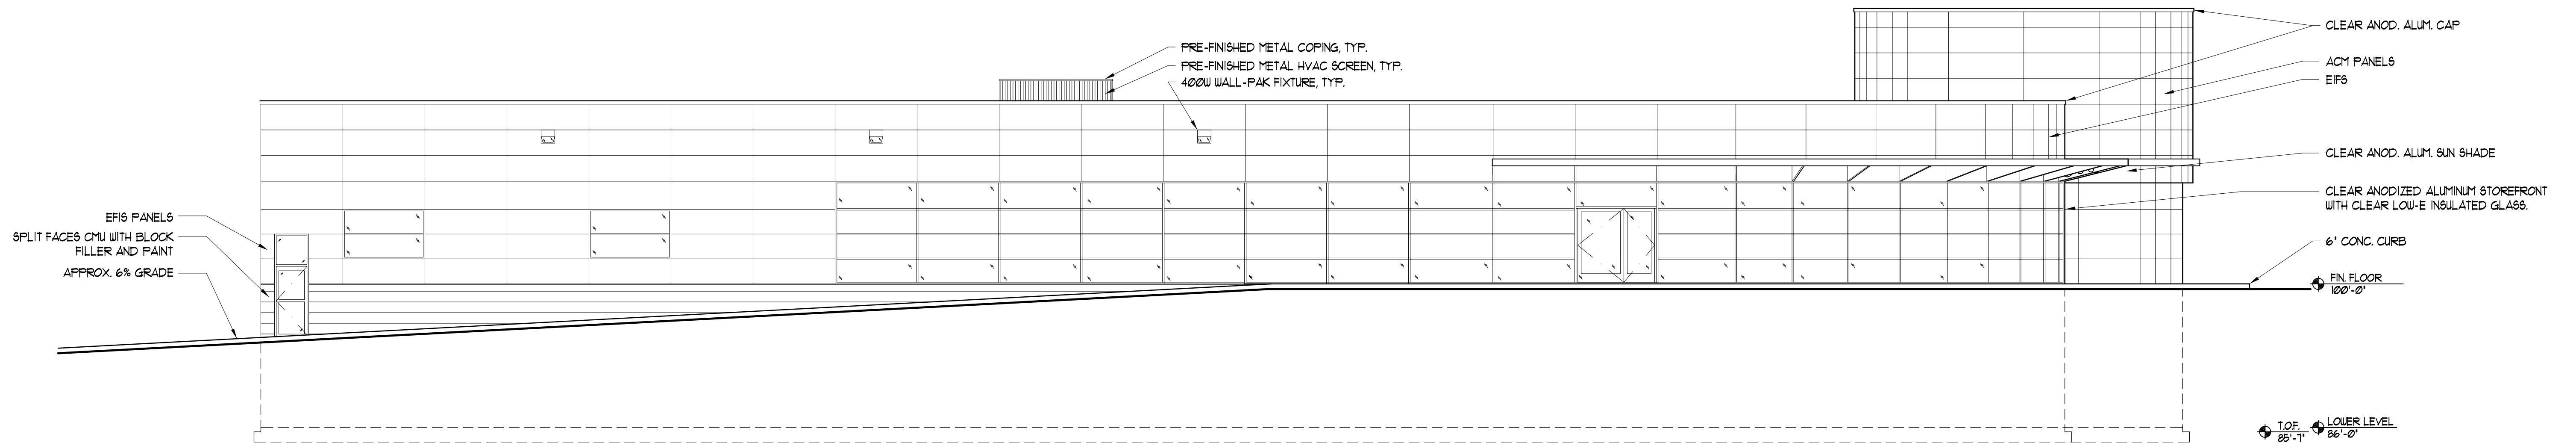 PRE-FINISHED METAL COPING, TYP.
PRE-FINISHED METAL HVAC SCREEN, TYP.
400W WALL-PAK FIXTURE, TYP.
CLEAR ANOD. ALUM. CAP
ACM PANELS
EIFS
CLEAR ANOD. ALUM. SUN SHADE
CLEAR ANODIZED ALUMINUM STOREFRONT
WITH CLEAR LOW-E INSULATED GLASS.
6" CONC. CURB
FIN. FLOOR
100'-0"
EFIS PANELS
SPLIT FACES CMU WITH BLOCK
FILLER AND PAINT
APPROX. 6% GRADE
T.O.F.
85'-7"
LOWER LEVEL
86'-0"